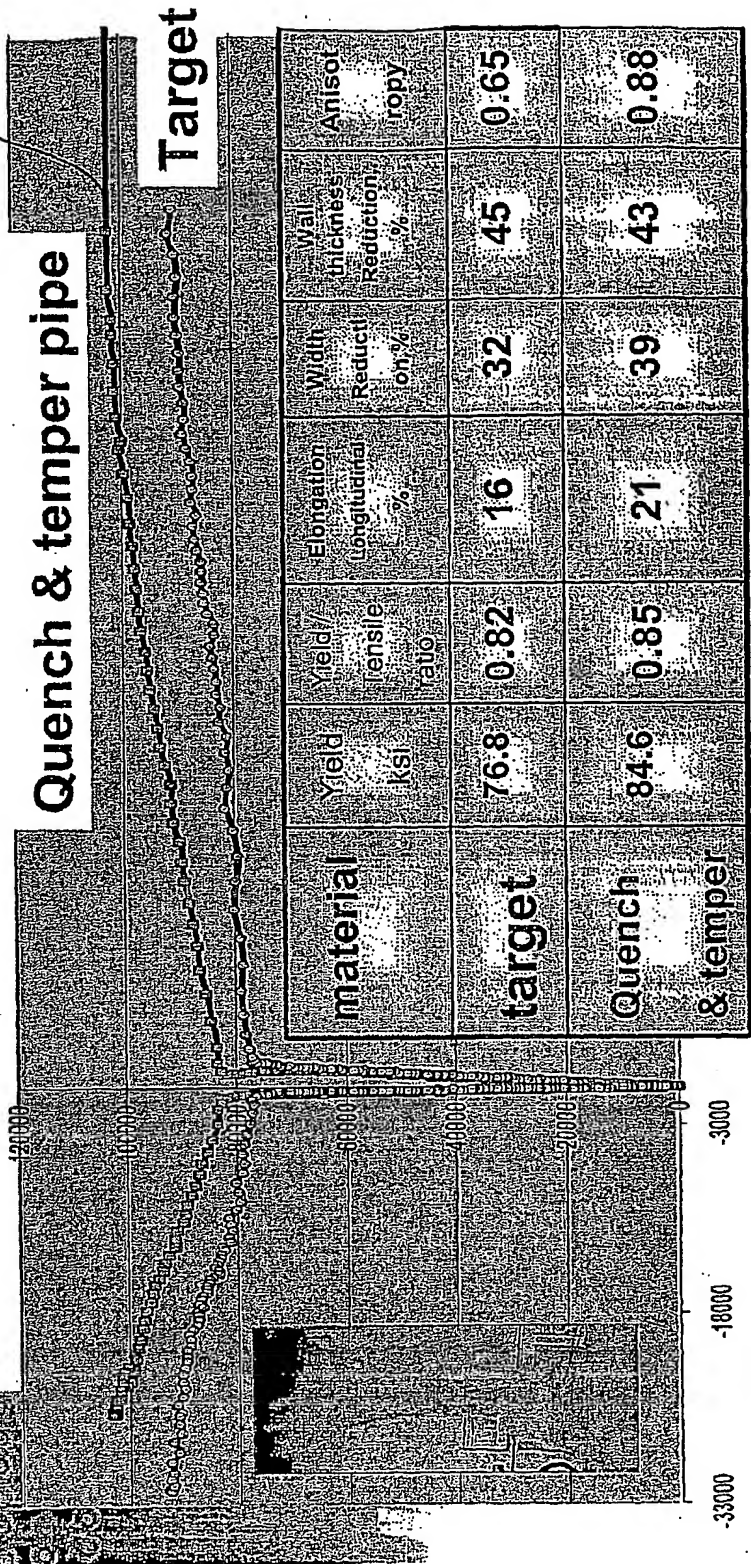 Quench & temper pipe
Target
120000
100000
80000
60000
40000
20000
0
-33000
-18000
-3000
material
Yield
ksi
Yield/
Tensile
ratio
Elongation
Longitudinal
%
Width
Reducti
on,%
Wall
thickness
Reduction,
%
Anisot
ropy
target
76.8
0.82
16
32
45
0.65
Quench
& temper
84.6
0.85
21
39
43
0.88